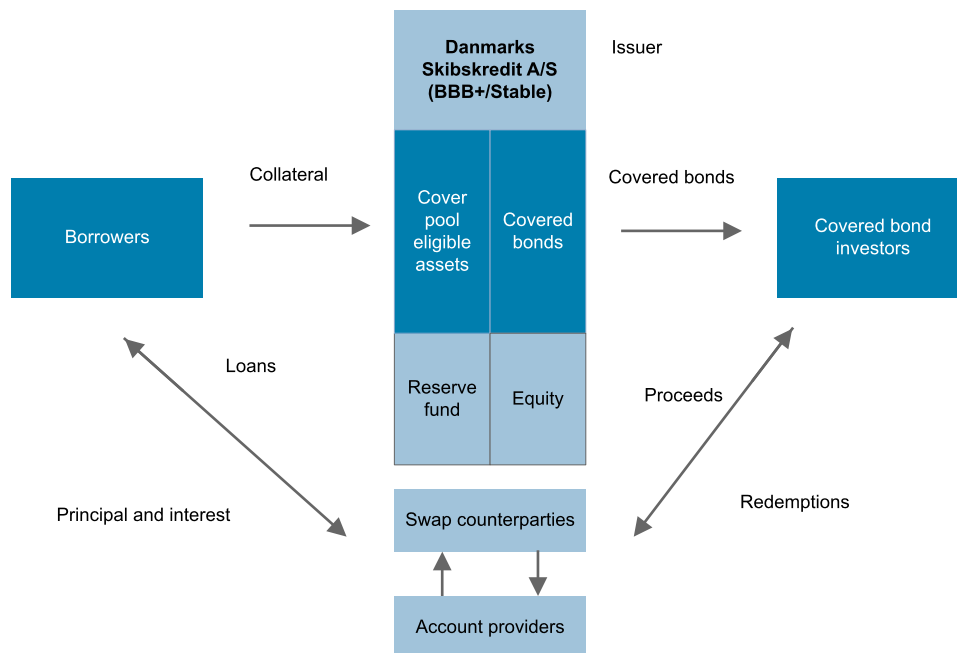 Danmarks
Skibskredit A/S
(BBB+/Stable)
Issuer
Collateral
Covered bonds
Borrowers
Cover
pool
eligible
assets
Covered
bonds
Covered bond
investors
Loans
Reserve
fund
Equity
Proceeds
Principal and interest
Swap counterparties
Redemptions
Account providers